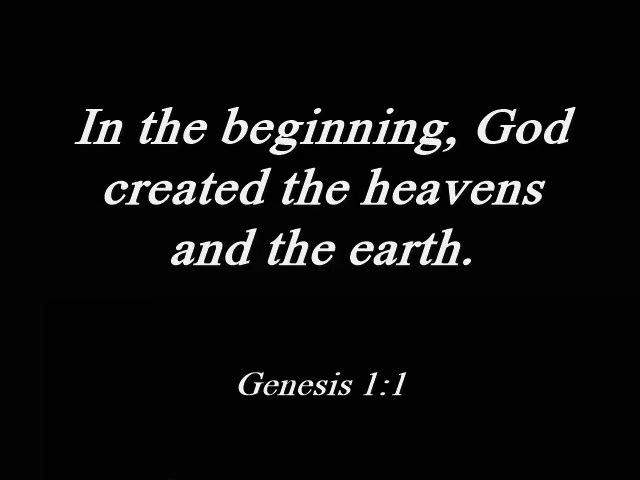 In the beginning, God
created the heavens
and the earth.
Genesis 1:1